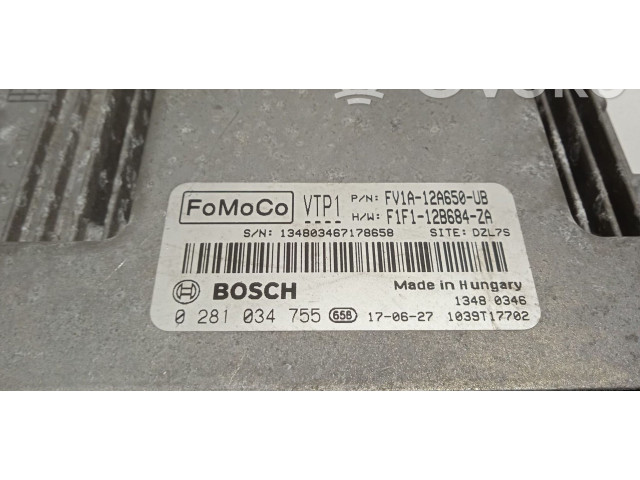 FoMoCo VTP1 P/N: FV1A-12A650-UB
H/W: F1F1-12B684-ZA
S/N: 134803467178658 SITE: DZL7S
BOSCH Made in Hungary
1348 0346
0 281 034 755 658 17-06-27 1039T17702